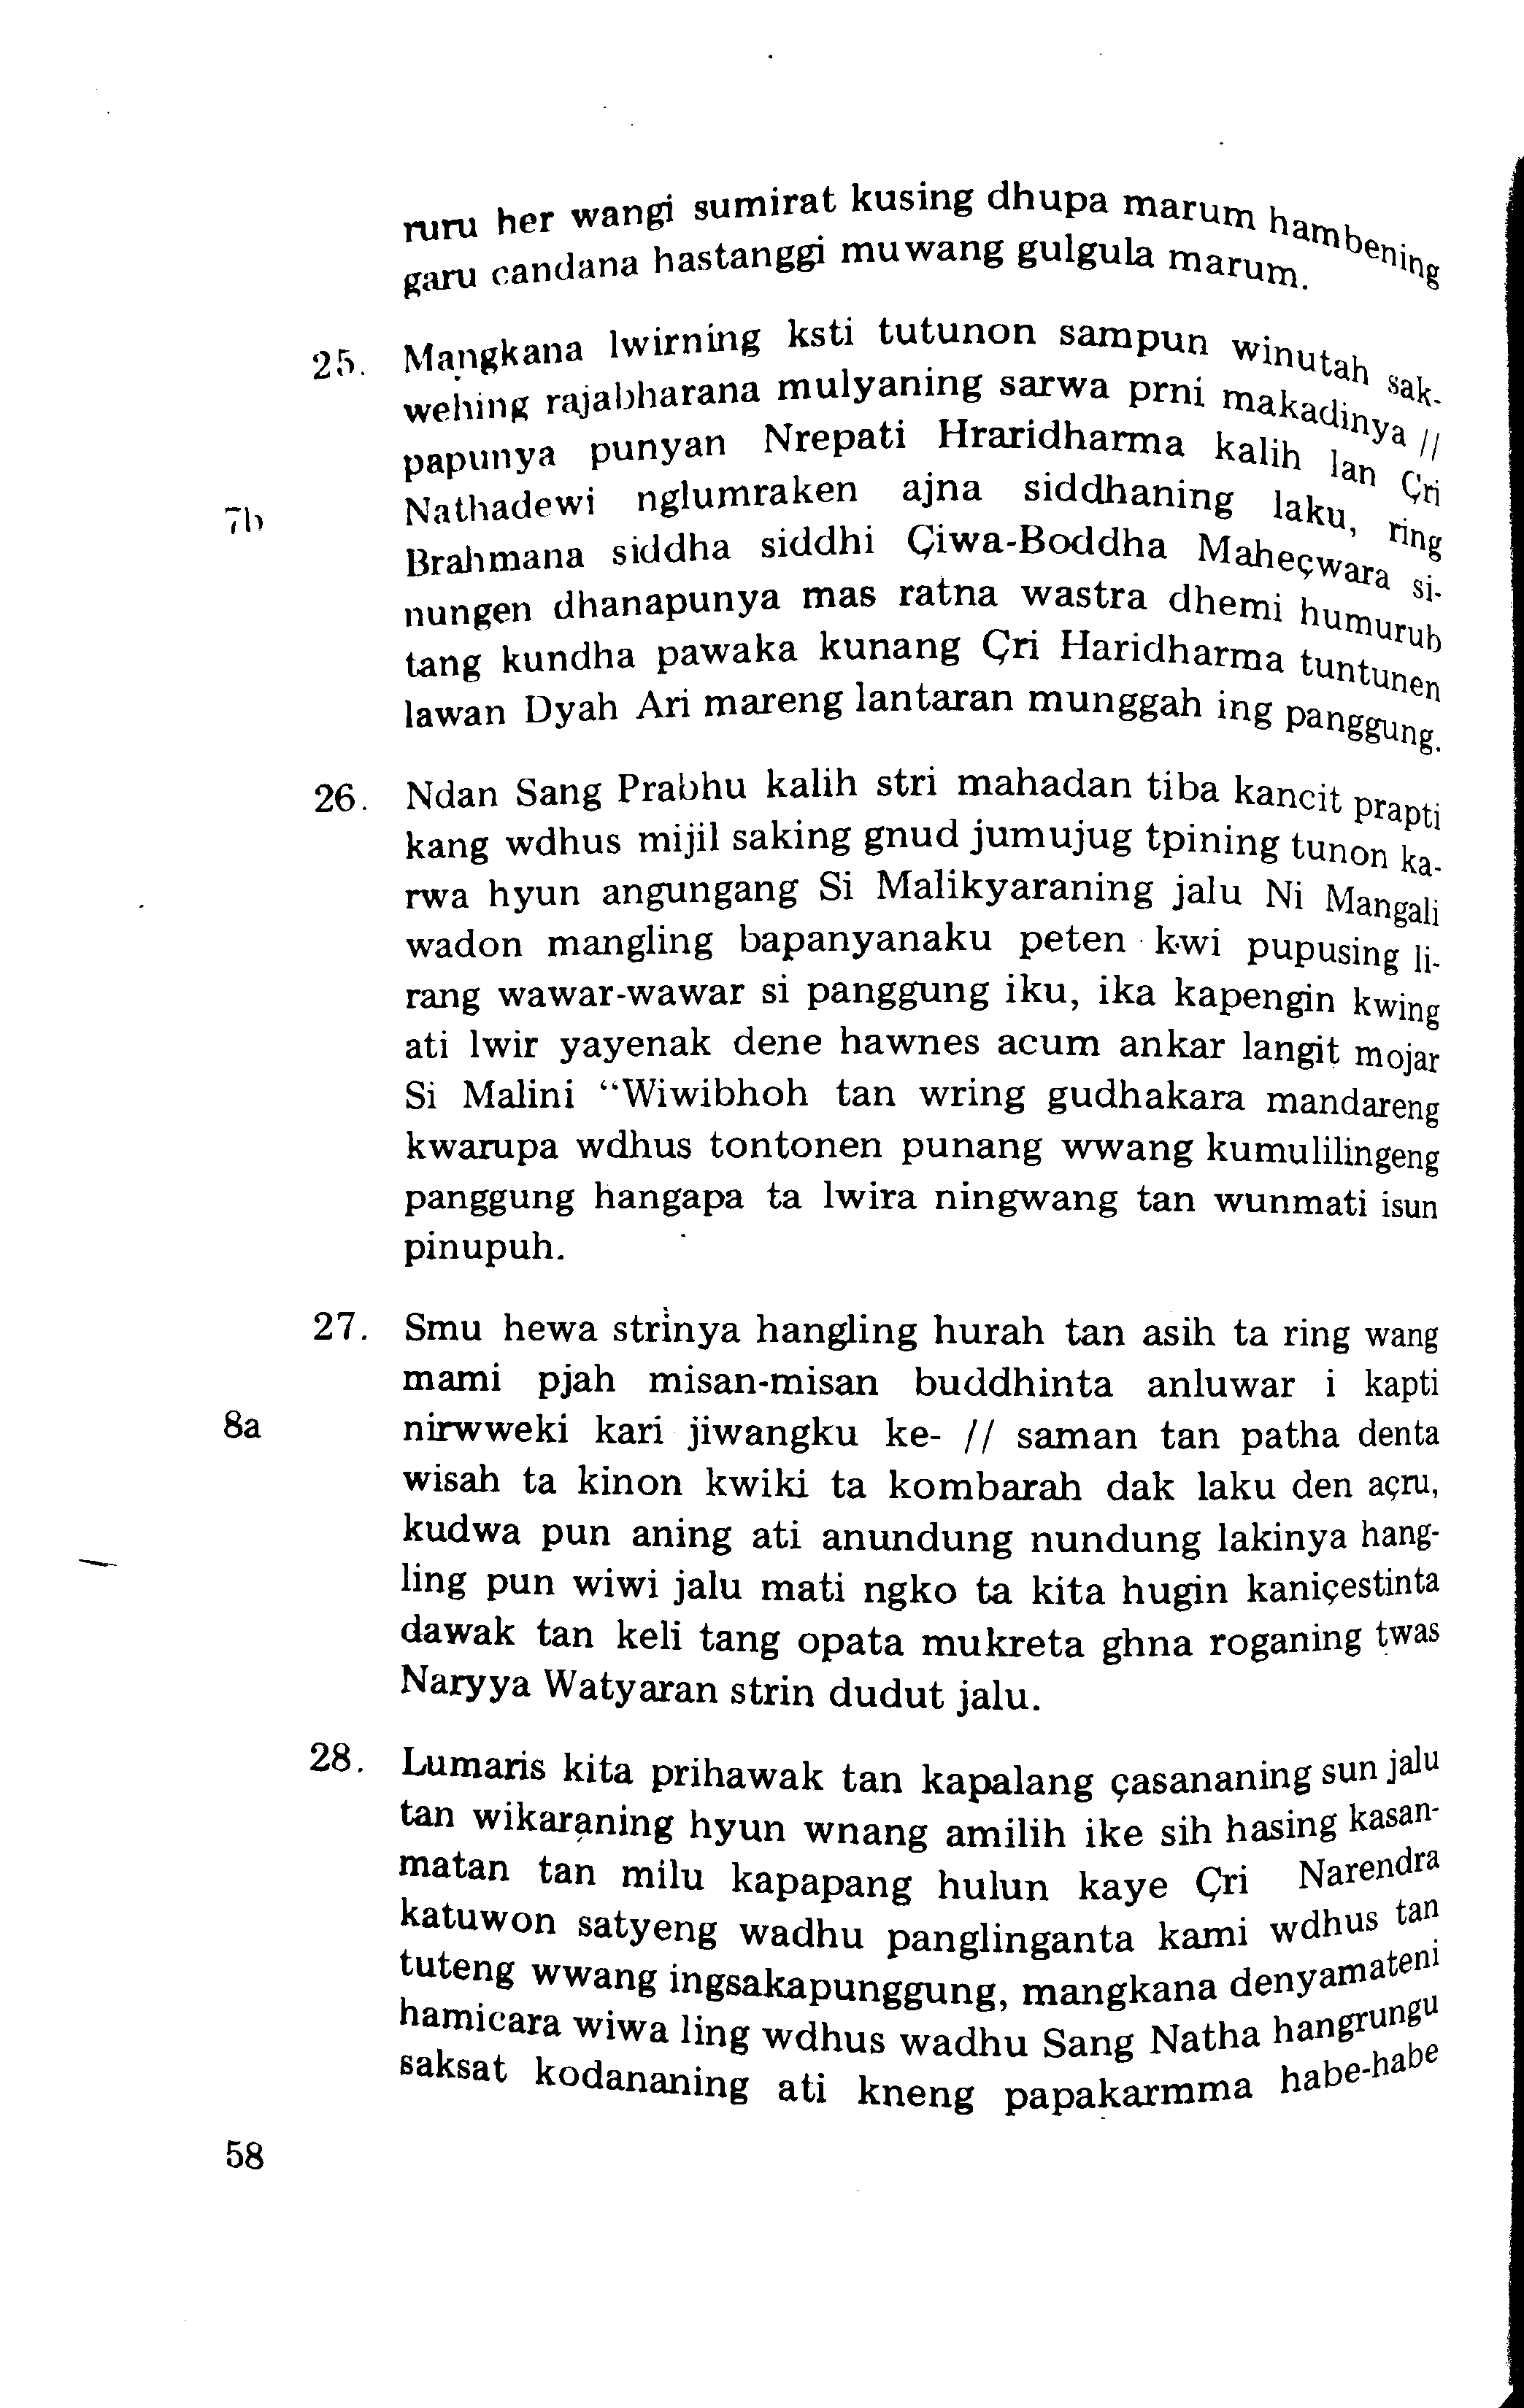 ruru her wangi sumirat kusing dhupa marum hambening
garu candana hastanggi muwang gulgula marum.
25. Mangkana lwirning ksti tutunon sampun winutah sak-
wehing rajabharana mulyaning sarwa prni makadinya //
papunya punyan Nrepati Hraridharma kalih lan Çri
7b Nathadewi nglumraken ajna siddhaning laku, ring
Brahmana siddha siddhi Çiwa-Boddha Maheçwara si-
nungen dhanapunya mas ratna wastra dhemi humurub
tang kundha pawaka kunang Çri Haridharma tuntunen
lawan Dyah Ari mareng lantaran munggah ing panggung.
26. Ndan Sang Prabhu kalih stri mahadan tiba kancit prapti
kang wdhus mijil saking gnud jumujug tpining tunon ka-
rwa hyun angungang Si Malikyaraning jalu Ni Mangali
wadon mangling bapanyanaku peten kwi pupusing li-
rang wawar-wawar si panggung iku, ika kapengin kwing
ati lwir yayenak dene hawnes acum ankar langit mojar
Si Malini “Wiwibhoh tan wring gudhakara mandareng
kwarupa wdhus tontonen punang wwang kumulilingeng
panggung hangapa ta lwira ningwang tan wunmati isun
pinupuh.
27. Smu hewa strinya hangling hurah tan asih ta ring wang
mami pjah misan-misan buddhinta anluwar i kapti
8a nirwweki kari jiwangku ke- // saman tan patha denta
wisah ta kinon kwiki ta kombarah dak laku den açru,
kudwa pun aning ati anundung nundung lakinya hang-
ling pun wiwi jalu mati ngko ta kita hugin kaniçestinta
dawak tan keli tang opata mukreta ghna roganing twas
Naryya Watyaran strin dudut jalu.
28. Lumaris kita prihawak tan kapalang çasananing sun jalu
tan wikaraning hyun wnang amilih ike sih hasing kasan-
matan tan milu kapapang hulun kaye Çri Narendra
katuwon satyeng wadhu panglinganta kami wdhus tan
tuteng wwang ingsakapunggung, mangkana denyamateni
hamicara wiwa ling wdhus wadhu Sang Natha hangrungu
saksat kodananing ati kneng papakarmma habe-habe
58